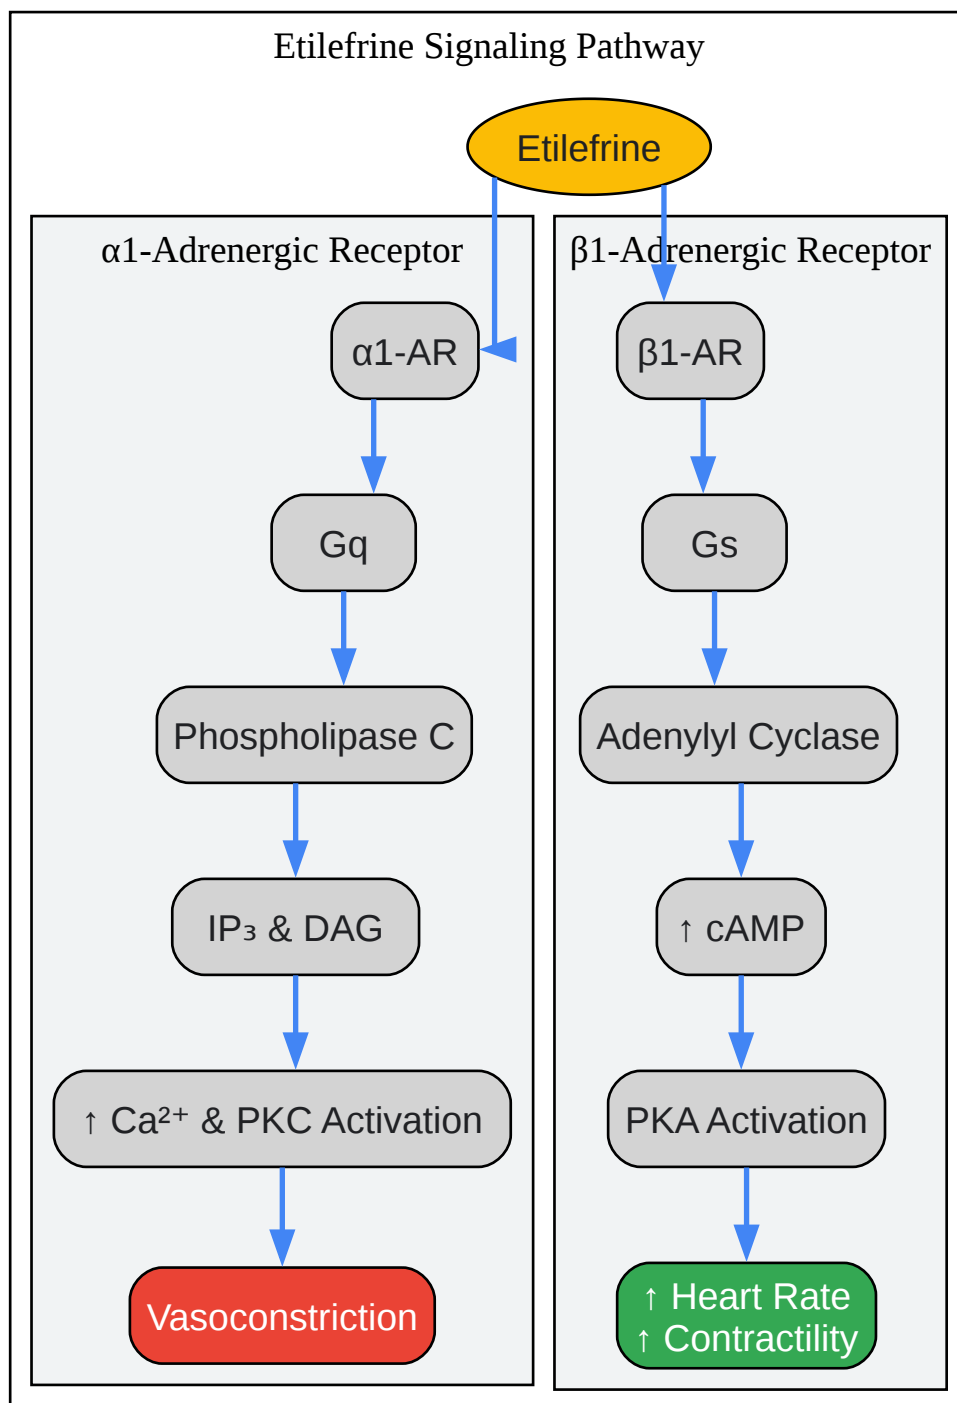 Etilefrine Signaling Pathway
Etilefrine
α1-Adrenergic Receptor
α1-AR
Gq
Phospholipase C
IP₃ & DAG
↑ Ca²⁺ & PKC Activation
Vasoconstriction
β1-Adrenergic Receptor
β1-AR
Gs
Adenylyl Cyclase
↑ cAMP
PKA Activation
↑ Heart Rate
↑ Contractility